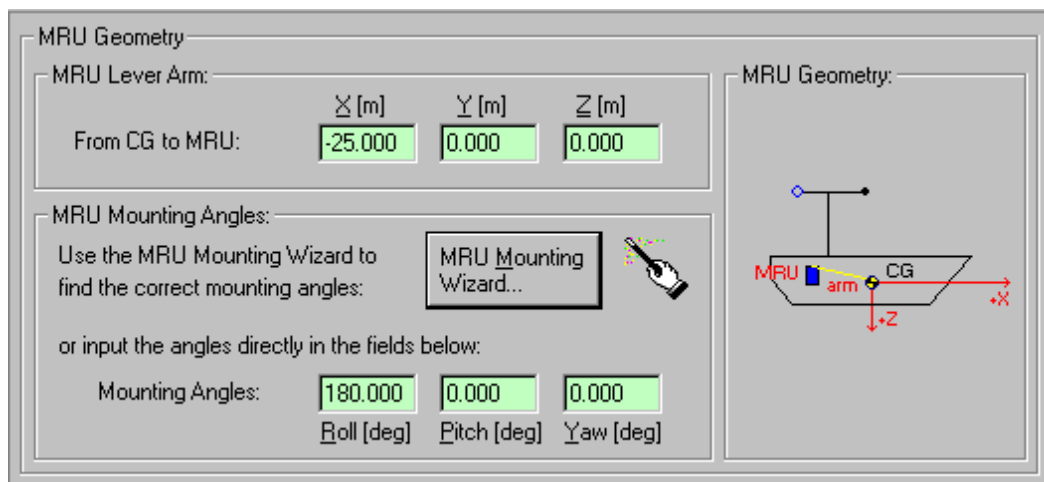 MRU Geometry
MRU Lever Arm:
X [m] Y [m] Z [m]
From CG to MRU: -25.000 0.000 0.000
MRU Mounting Angles:
Use the MRU Mounting Wizard to
find the correct mounting angles:
MRU Mounting
Wizard...
or input the angles directly in the fields below:
Mounting Angles: 180.000 0.000 0.000
Roll [deg] Pitch [deg] Yaw [deg]
MRU Geometry:
MRU CG
arm
+X
+Z